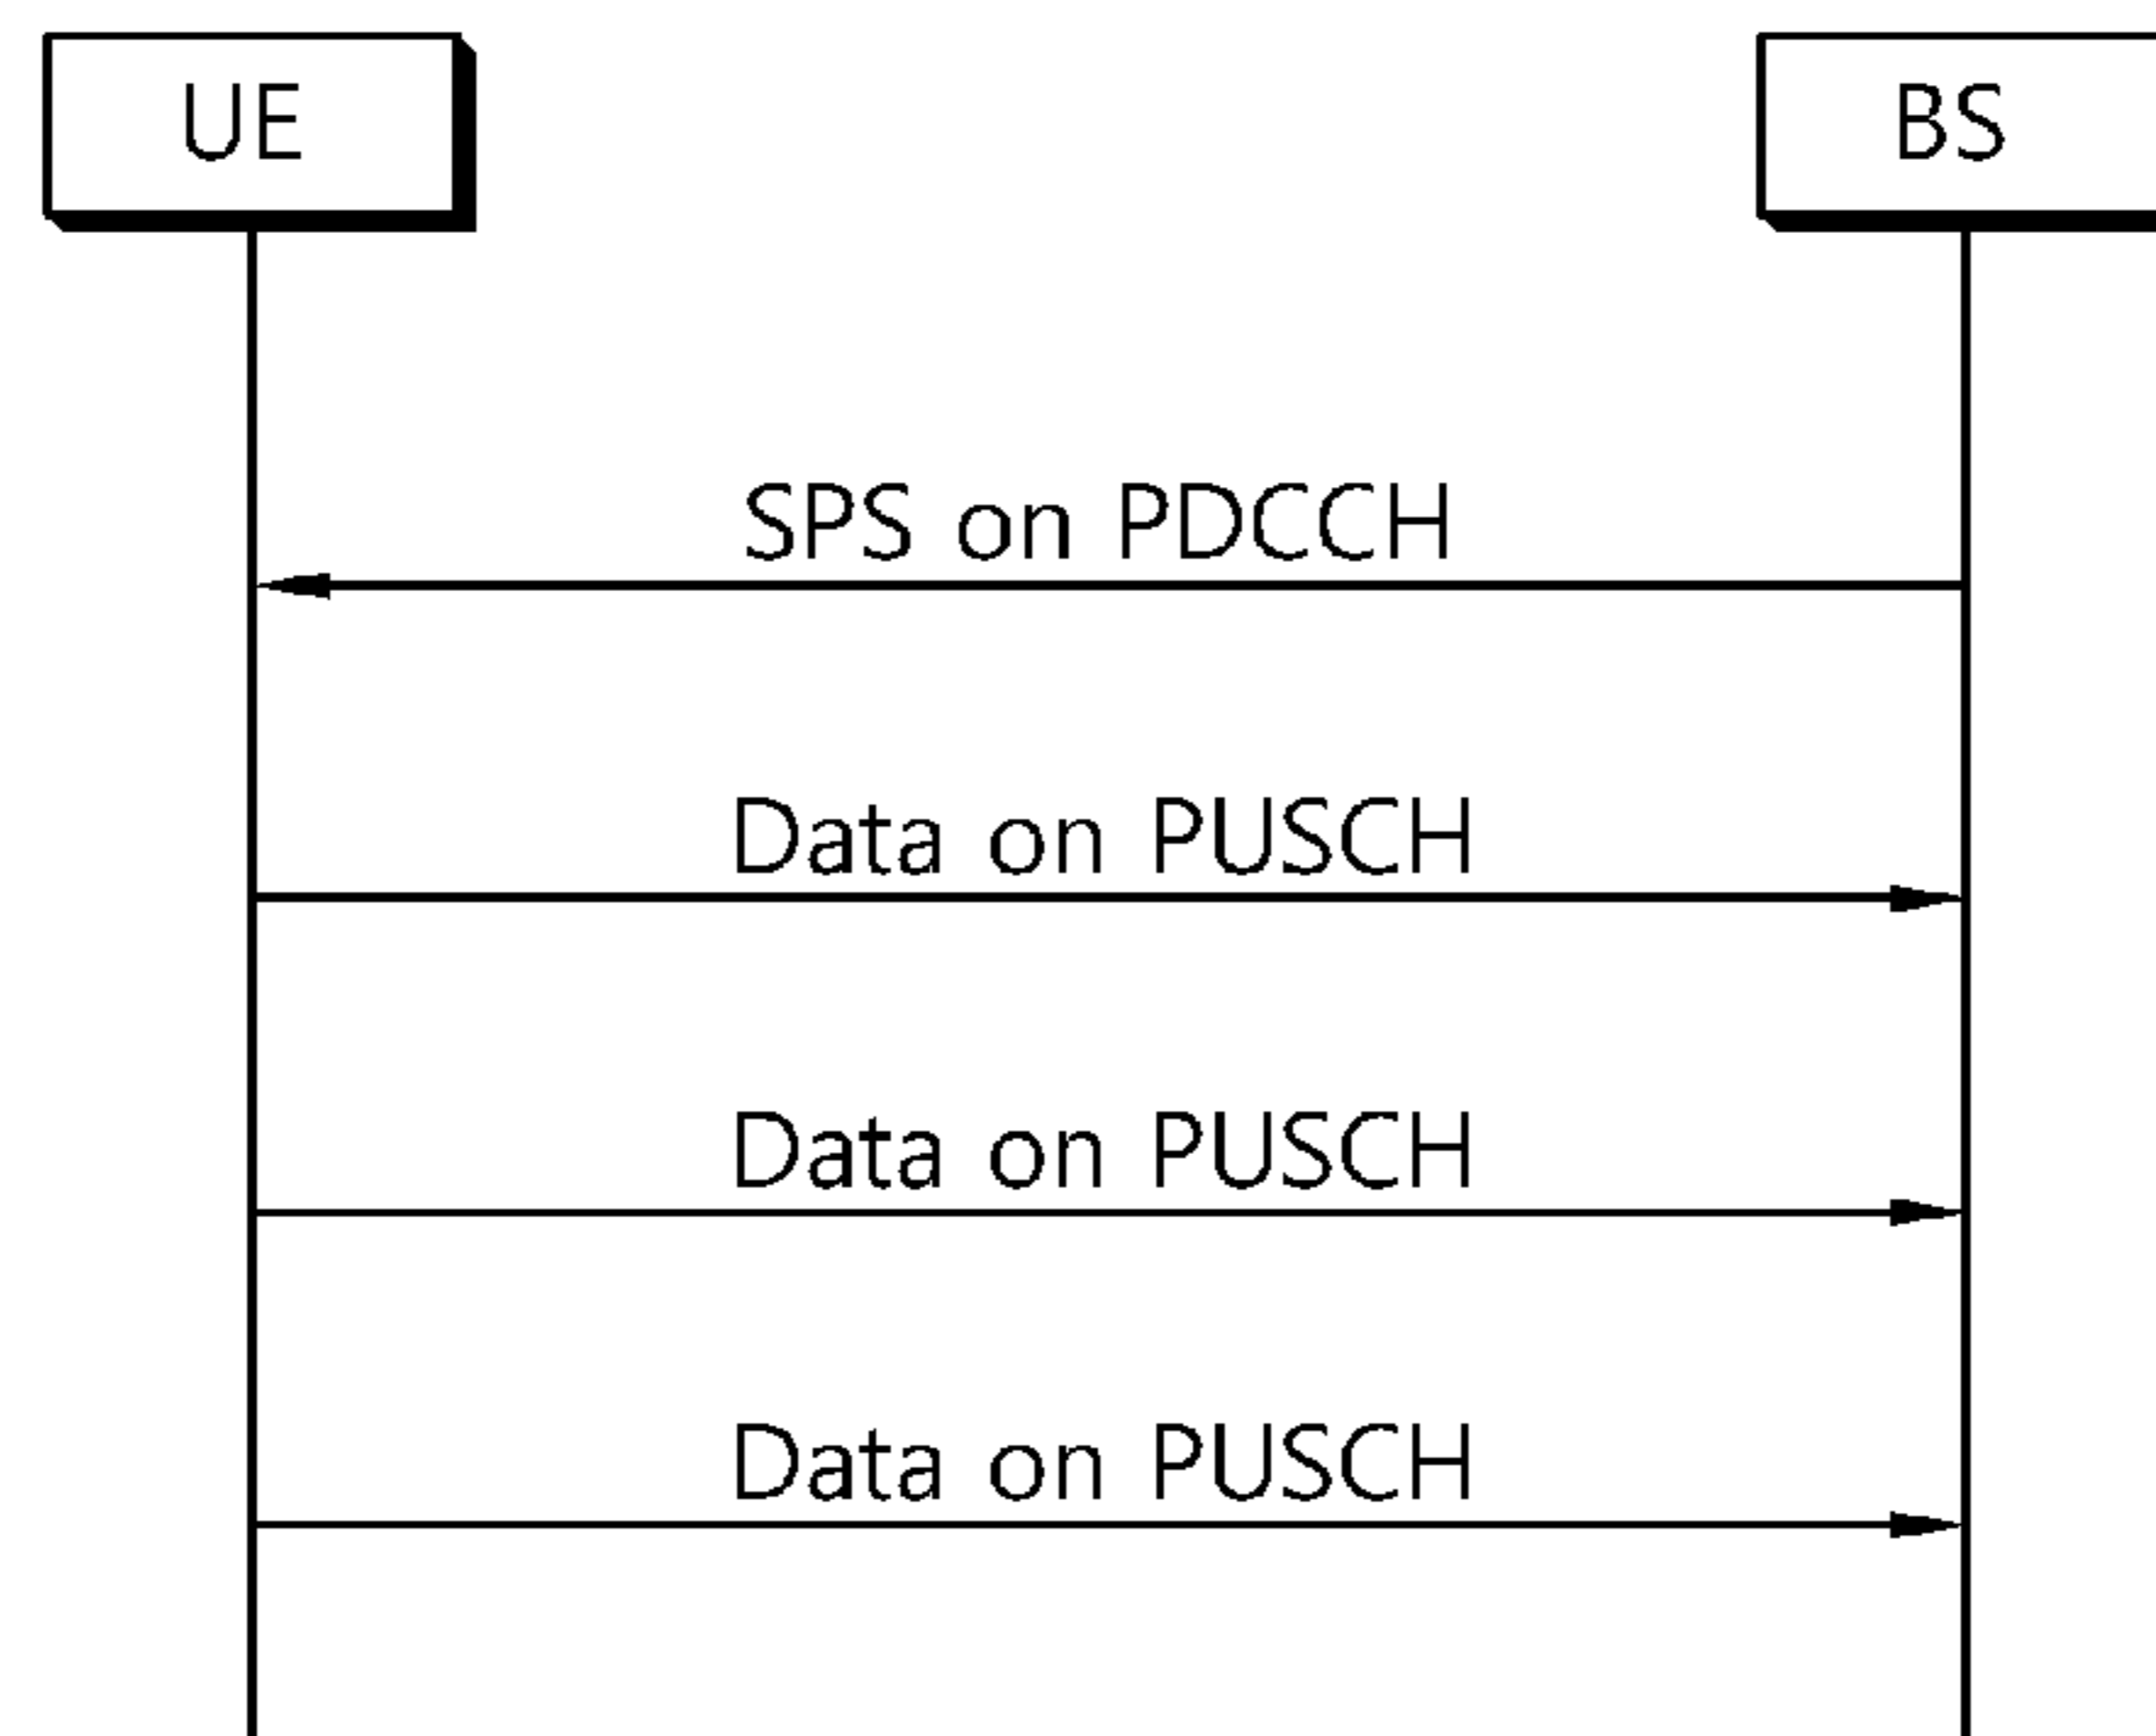 UE
BS
SPS on PDCCH
Data on PUSCH
Data on PUSCH
Data on PUSCH